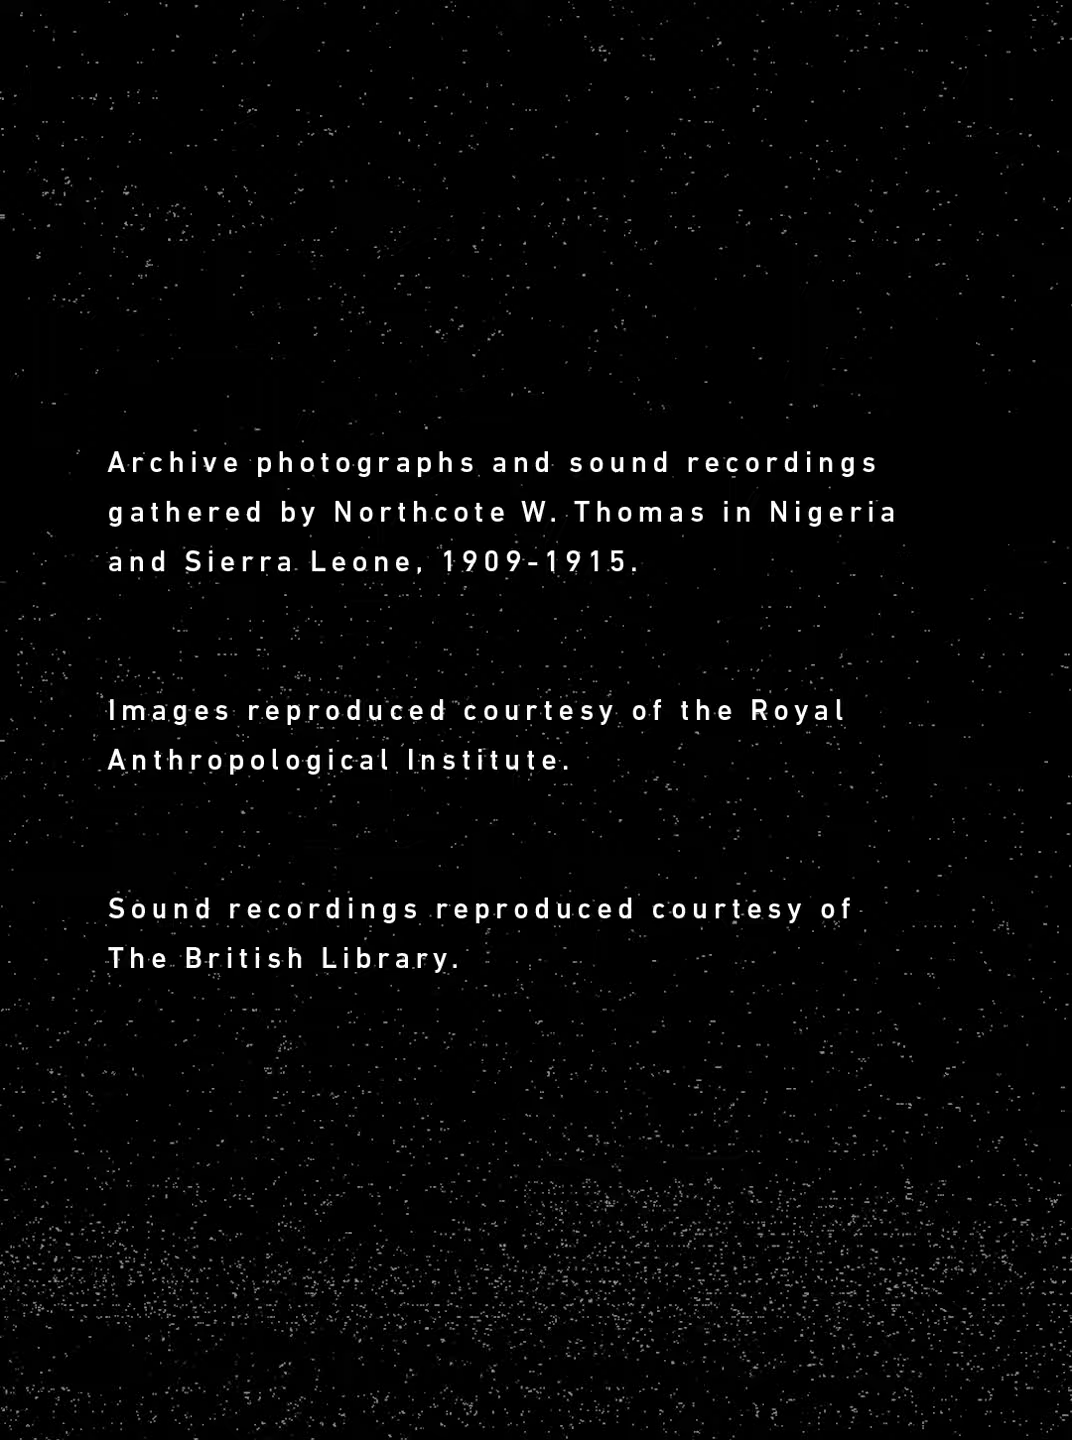 Archive photographs and sound recordings
gathered by Northcote W. Thomas in Nigeria
and Sierra Leone, 1909-1915.
Images reproduced courtesy of the Royal
Anthropological Institute.
Sound recordings reproduced courtesy of
The British Library.